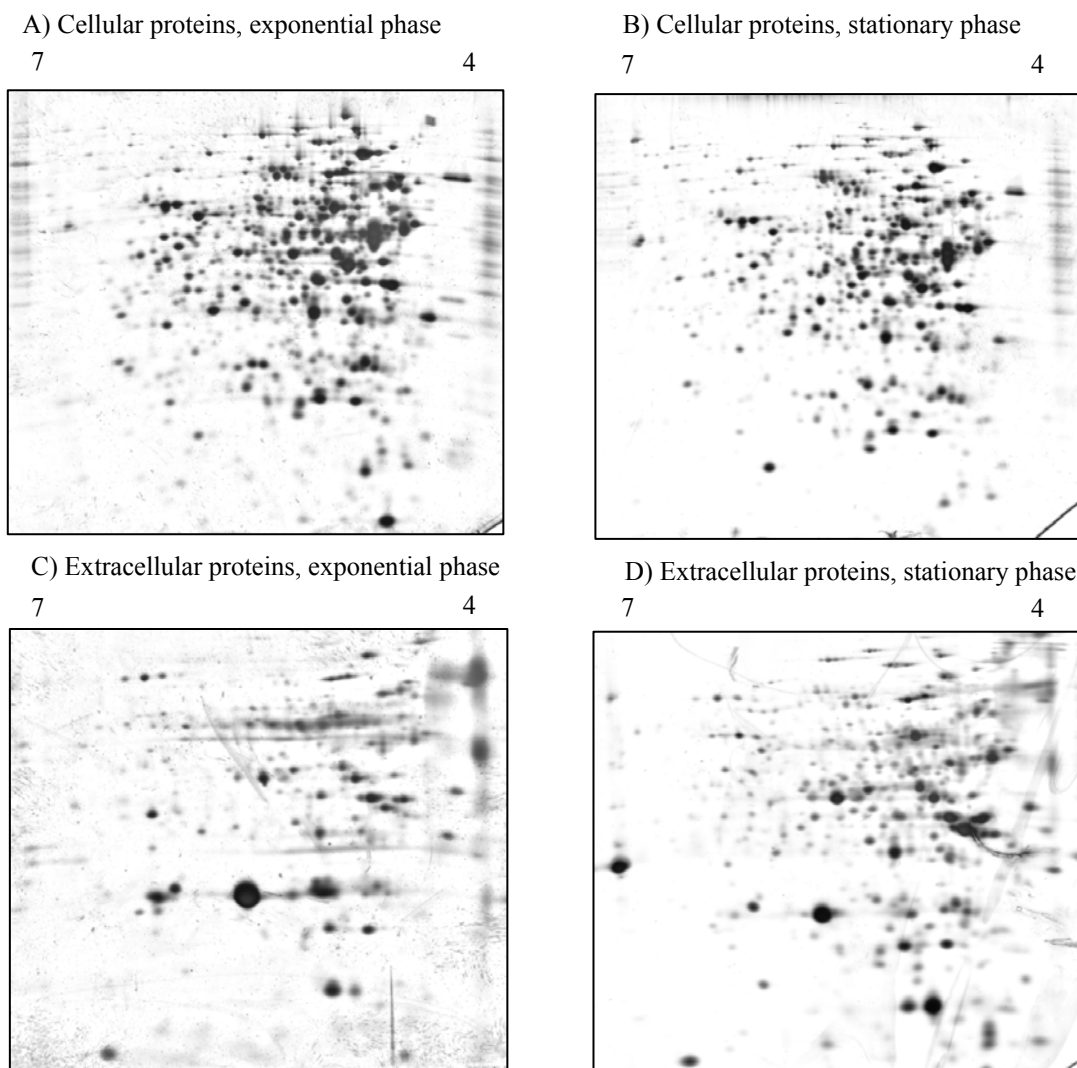 A) Cellular proteins, exponential phase
7 4
B) Cellular proteins, stationary phase
7 4
C) Extracellular proteins, exponential phase
7 4
D) Extracellular proteins, stationary phase
7 4